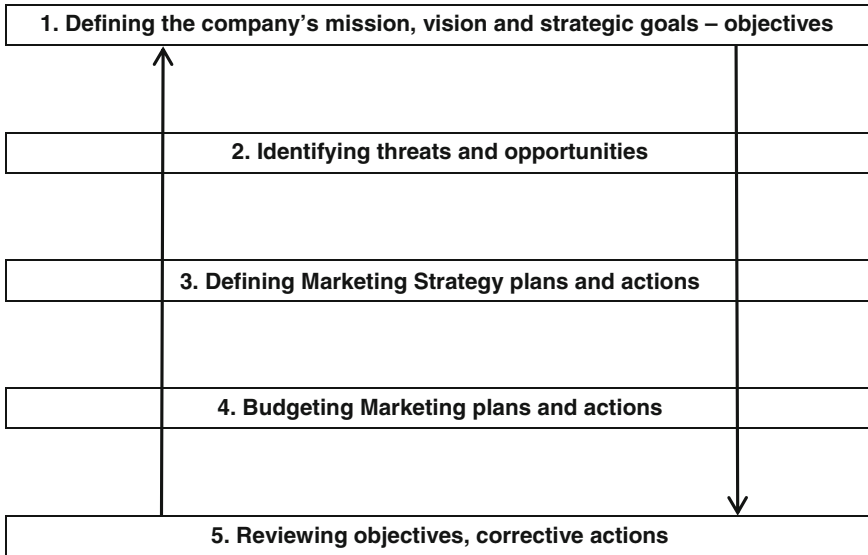 1. Defining the company’s mission, vision and strategic goals – objectives
2. Identifying threats and opportunities
3. Defining Marketing Strategy plans and actions
4. Budgeting Marketing plans and actions
5. Reviewing objectives, corrective actions